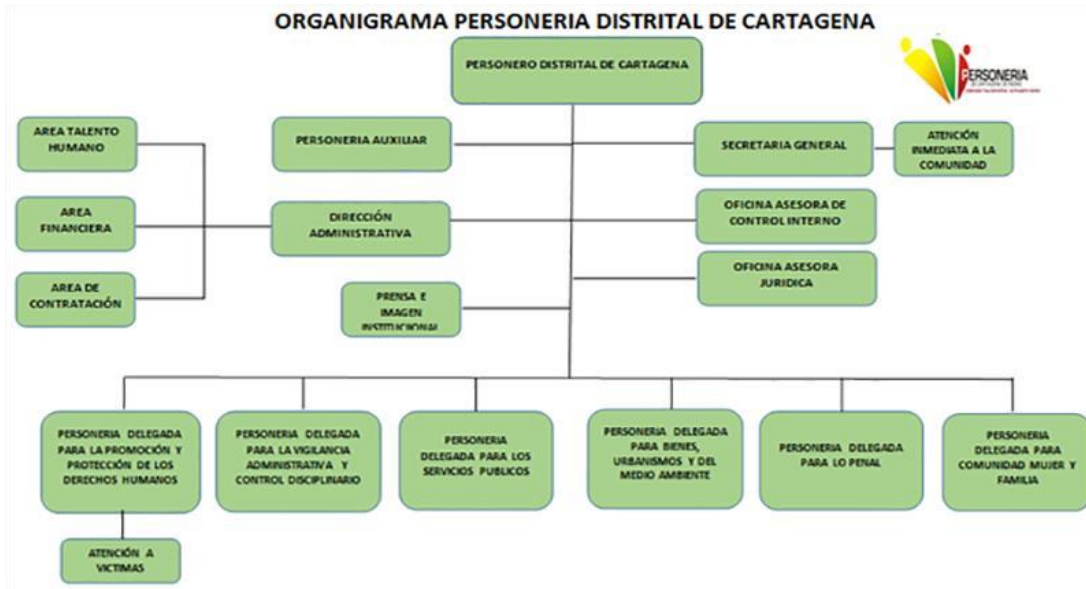 ORGANIGRAMA PERSONERIA DISTRITAL DE CARTAGENA
PERSONERO DISTRITAL DE CARTAGENA
PERSONERIA
AREA TALENTO
HUMANO
PERSONERIA AUXILIAR
SECRETARIA GENERAL
ATENCIÓN
INMEDIATA A LA
COMUNIDAD
AREA
FINANCIERA
DIRECCIÓN
ADMINISTRATIVA
OFICINA ASESORA DE
CONTROL INTERNO
AREA DE
CONTRATACIÓN
OFICINA ASESORA
JURIDICA
PRENSA E
IMAGEN
INSTITUCIONAL
PERSONERIA DELEGADA
PARA LA PROMOCIÓN Y
PROTECCIÓN DE LOS
DERECHOS HUMANOS
PERSONERIA DELEGADA
PARA LA VIGILANCIA
ADMINISTRATIVA Y
CONTROL DISCIPLINARIO
PERSONERIA
DELEGADA PARA LOS
SERVICIOS PUBLICOS
PERSONERIA DELEGADA
PARA BIENES,
URBANISMOS Y DEL
MEDIO AMBIENTE
PERSONERIA DELEGADA
PARA LO PENAL
PERSONERIA
DELEGADA PARA
COMUNIDAD MUJER Y
FAMILIA
ATENCIÓN A
VICTIMAS